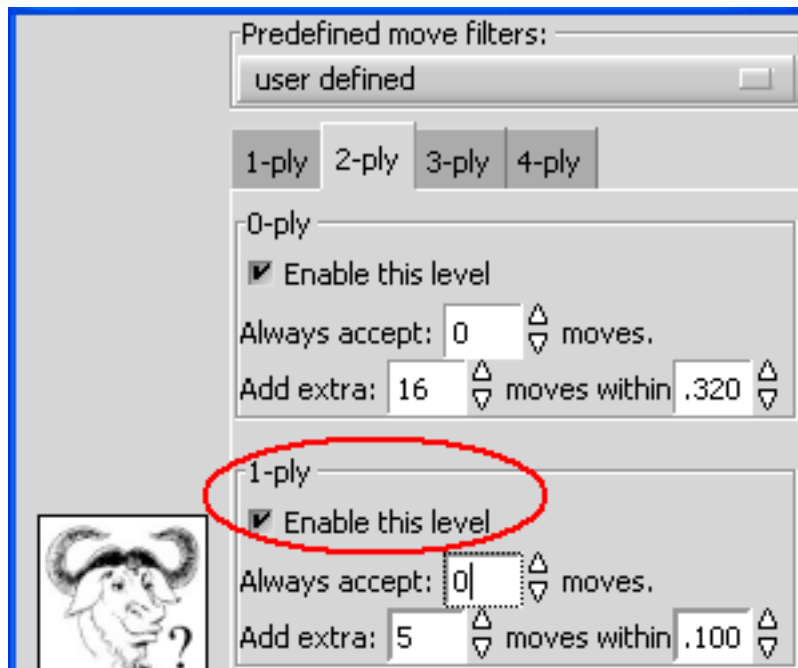 Predefined move filters:
user defined
1-ply 2-ply 3-ply 4-ply
0-ply
Enable this level
Always accept: 0 moves.
Add extra: 16 moves within .320
1-ply
Enable this level
Always accept: 0 moves.
Add extra: 5 moves within .100
?